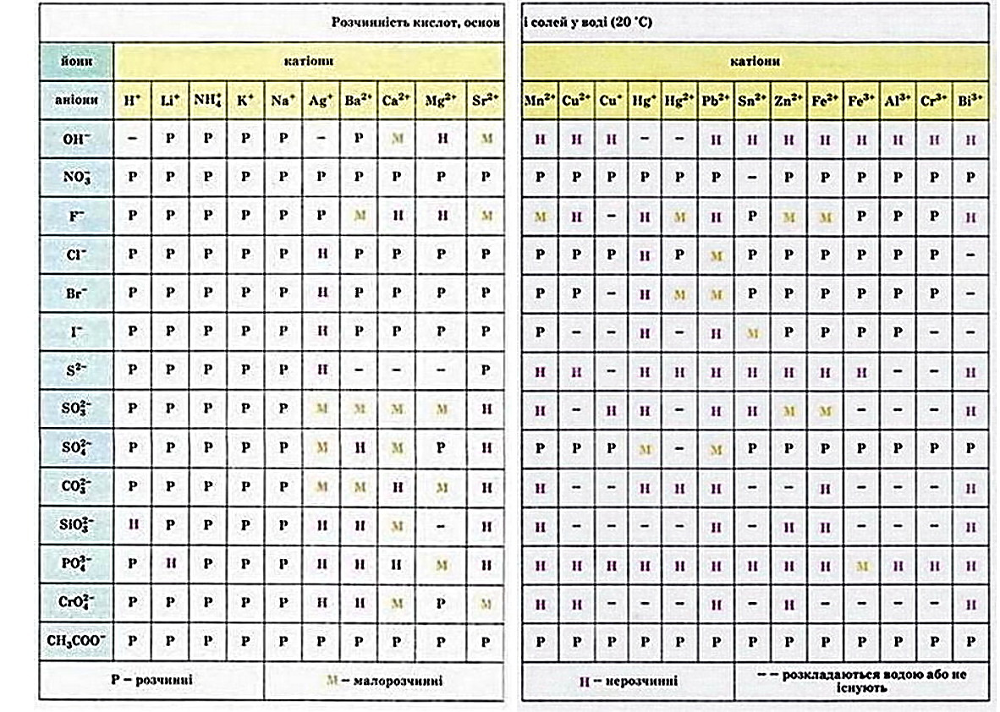 Розчинність кислот, основ і солей у воді (20 °C)
йони катіони катіони
аніони H⁺ Li⁺ NH₄⁺ K⁺ Na⁺ Ag⁺ Ba²⁺ Ca²⁺ Mg²⁺ Sr²⁺ Mn²⁺ Cu²⁺ Cu⁺ Hg⁺ Hg²⁺ Pb²⁺ Sn²⁺ Zn²⁺ Fe²⁺ Fe³⁺ Al³⁺ Cr³⁺ Bi³⁺
OH⁻ – Р Р Р Р – Р М Н М Н Н Н – – Н Н Н Н Н Н Н Н
NO₃⁻ Р Р Р Р Р Р Р Р Р Р Р Р Р Р Р Р – Р Р Р Р Р Р
F⁻ Р Р Р Р Р Р М Н Н М М Н – Н М Н Р М М Р Р Р Н
Cl⁻ Р Р Р Р Р Н Р Р Р Р Р Р Р Н Р М Р Р Р Р Р Р –
Br⁻ Р Р Р Р Р Н Р Р Р Р Р Р – Н М М Р Р Р Р Р Р –
I⁻ Р Р Р Р Р Н Р Р Р Р Р – – Н – Н М Р Р Р Р – –
S²⁻ Р Р Р Р Р Н – – – Р Н Н – Н Н Н Н Н Н Н – – Н
SO₃²⁻ Р Р Р Р Р М М М М Н Н – Н Н – Н Н М М – – – Н
SO₄²⁻ Р Р Р Р Р М Н М Р Н Р Р Р М – М Р Р Р Р Р Р Р
CO₃²⁻ Р Р Р Р Р М М Н М Н Н – – Н Н Н – – Н – – – Н
SiO₃²⁻ Н Р Р Р Р Н Н М – Н Н – – – – Н – Н Н – – – Н
PO₄³⁻ Р Н Р Р Р Н Н Н М Н Н Н Н Н Н Н Н Н Н М Н Н Н
CrO₄²⁻ Р Р Р Р Р Н Н М Р М Н Н – – – Н – Н – – – – Н
CH₃COO⁻ Р Р Р Р Р Р Р Р Р Р Р Р Р Р Р Р Р Р Р Р Р Р Р
Р – розчинні М – малорозчинні Н – нерозчинні – – розкладаються водою або не
існують